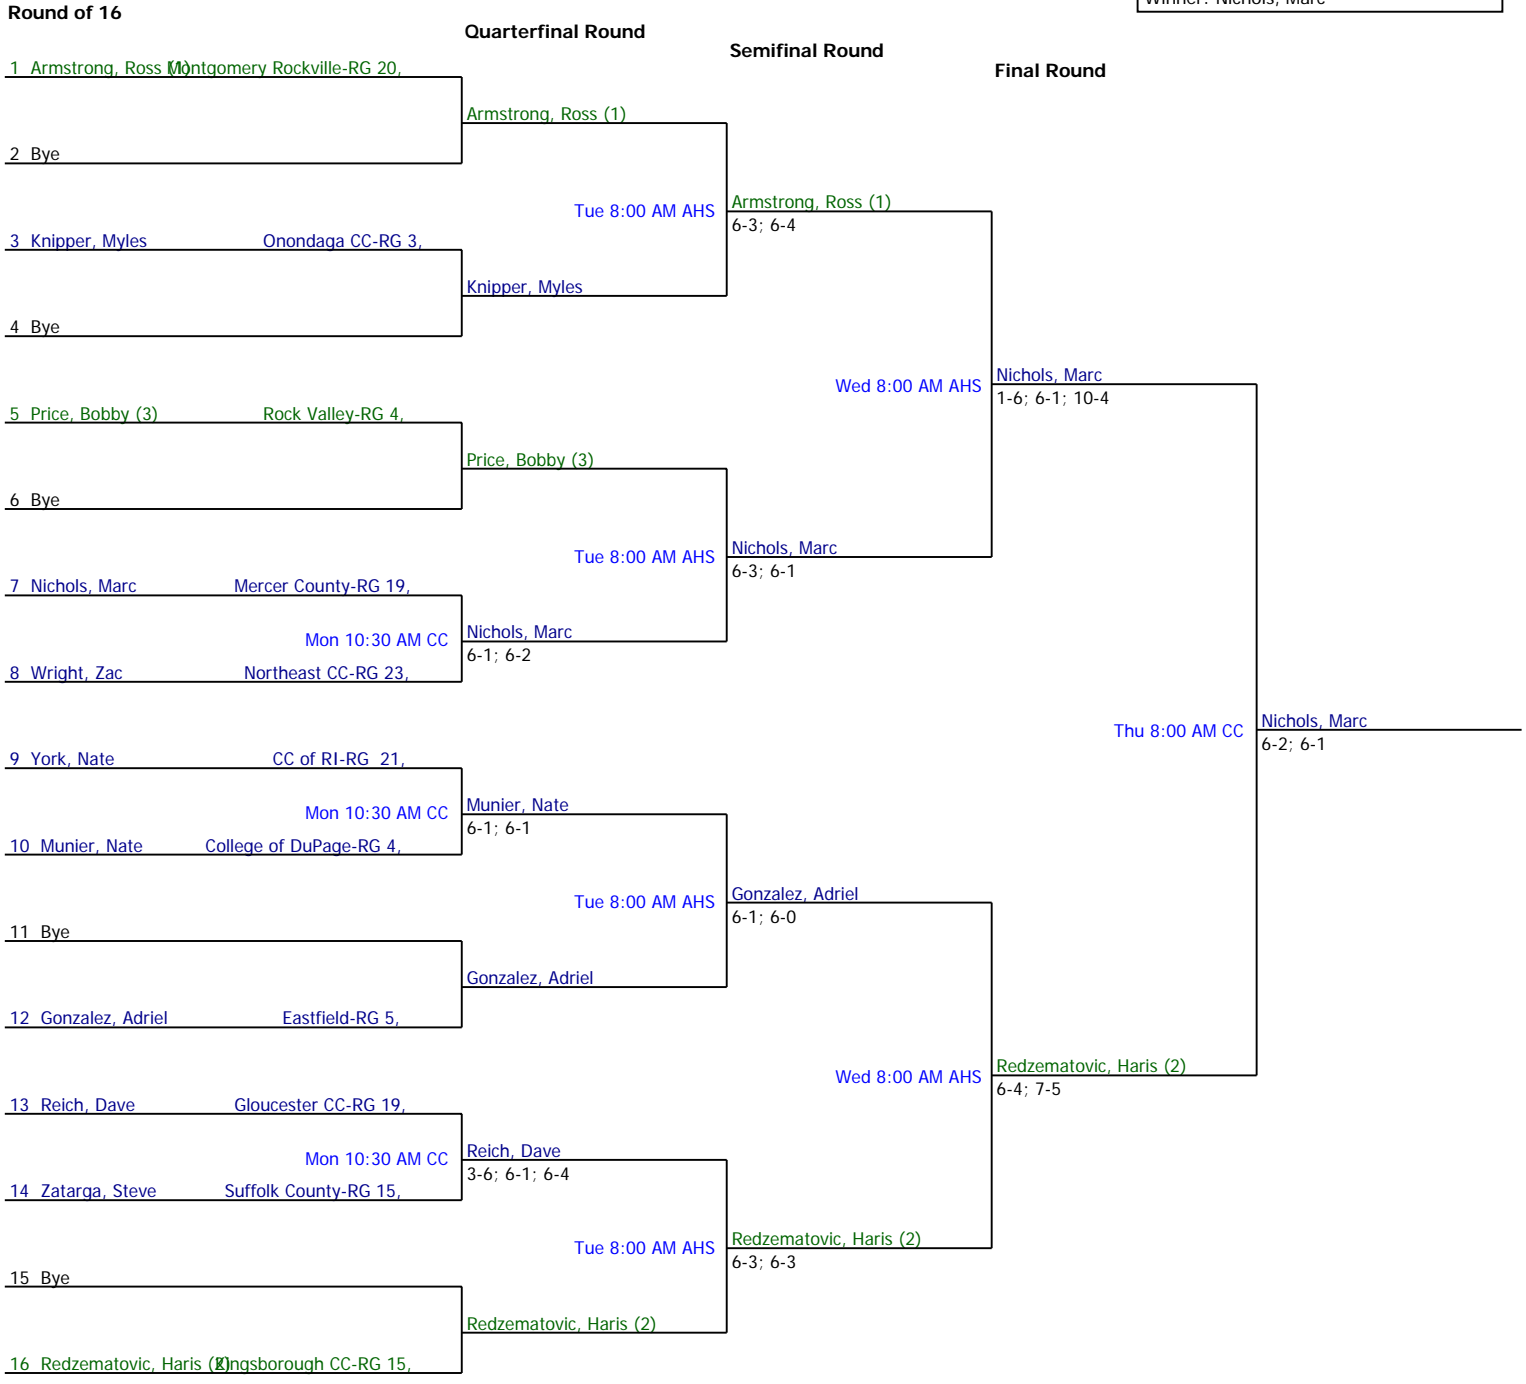 Winner: Nichols, Marc
Round of 16
Quarterfinal Round
Semifinal Round
Final Round
1 Armstrong, Ross (1) Montgomery Rockville-RG 20,
Armstrong, Ross (1)
2 Bye
Tue 8:00 AM AHS
Armstrong, Ross (1)
6-3; 6-4
3 Knipper, Myles Onondaga CC-RG 3,
Knipper, Myles
4 Bye
Wed 8:00 AM AHS
Nichols, Marc
1-6; 6-1; 10-4
5 Price, Bobby (3) Rock Valley-RG 4,
Price, Bobby (3)
6 Bye
Tue 8:00 AM AHS
Nichols, Marc
6-3; 6-1
7 Nichols, Marc Mercer County-RG 19,
Mon 10:30 AM CC
Nichols, Marc
6-1; 6-2
8 Wright, Zac Northeast CC-RG 23,
Thu 8:00 AM CC
Nichols, Marc
6-2; 6-1
9 York, Nate CC of RI-RG 21,
Mon 10:30 AM CC
Munier, Nate
6-1; 6-1
10 Munier, Nate College of DuPage-RG 4,
Tue 8:00 AM AHS
Gonzalez, Adriel
6-1; 6-0
11 Bye
Gonzalez, Adriel
12 Gonzalez, Adriel Eastfield-RG 5,
Wed 8:00 AM AHS
Redzematovic, Haris (2)
6-4; 7-5
13 Reich, Dave Gloucester CC-RG 19,
Mon 10:30 AM CC
Reich, Dave
3-6; 6-1; 6-4
14 Zatarga, Steve Suffolk County-RG 15,
Tue 8:00 AM AHS
Redzematovic, Haris (2)
6-3; 6-3
15 Bye
Redzematovic, Haris (2)
16 Redzematovic, Haris (2) Kingsborough CC-RG 15,